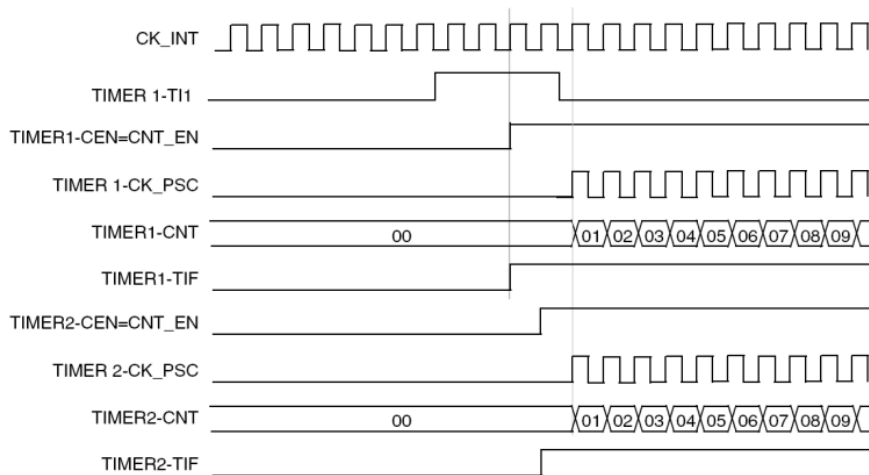 CK_INT
TIMER 1-TI1
TIMER1-CEN=CNT_EN
TIMER 1-CK_PSC
TIMER1-CNT 00 01 02 03 04 05 06 07 08 09
TIMER1-TIF
TIMER2-CEN=CNT_EN
TIMER 2-CK_PSC
TIMER2-CNT 00 01 02 03 04 05 06 07 08 09
TIMER2-TIF